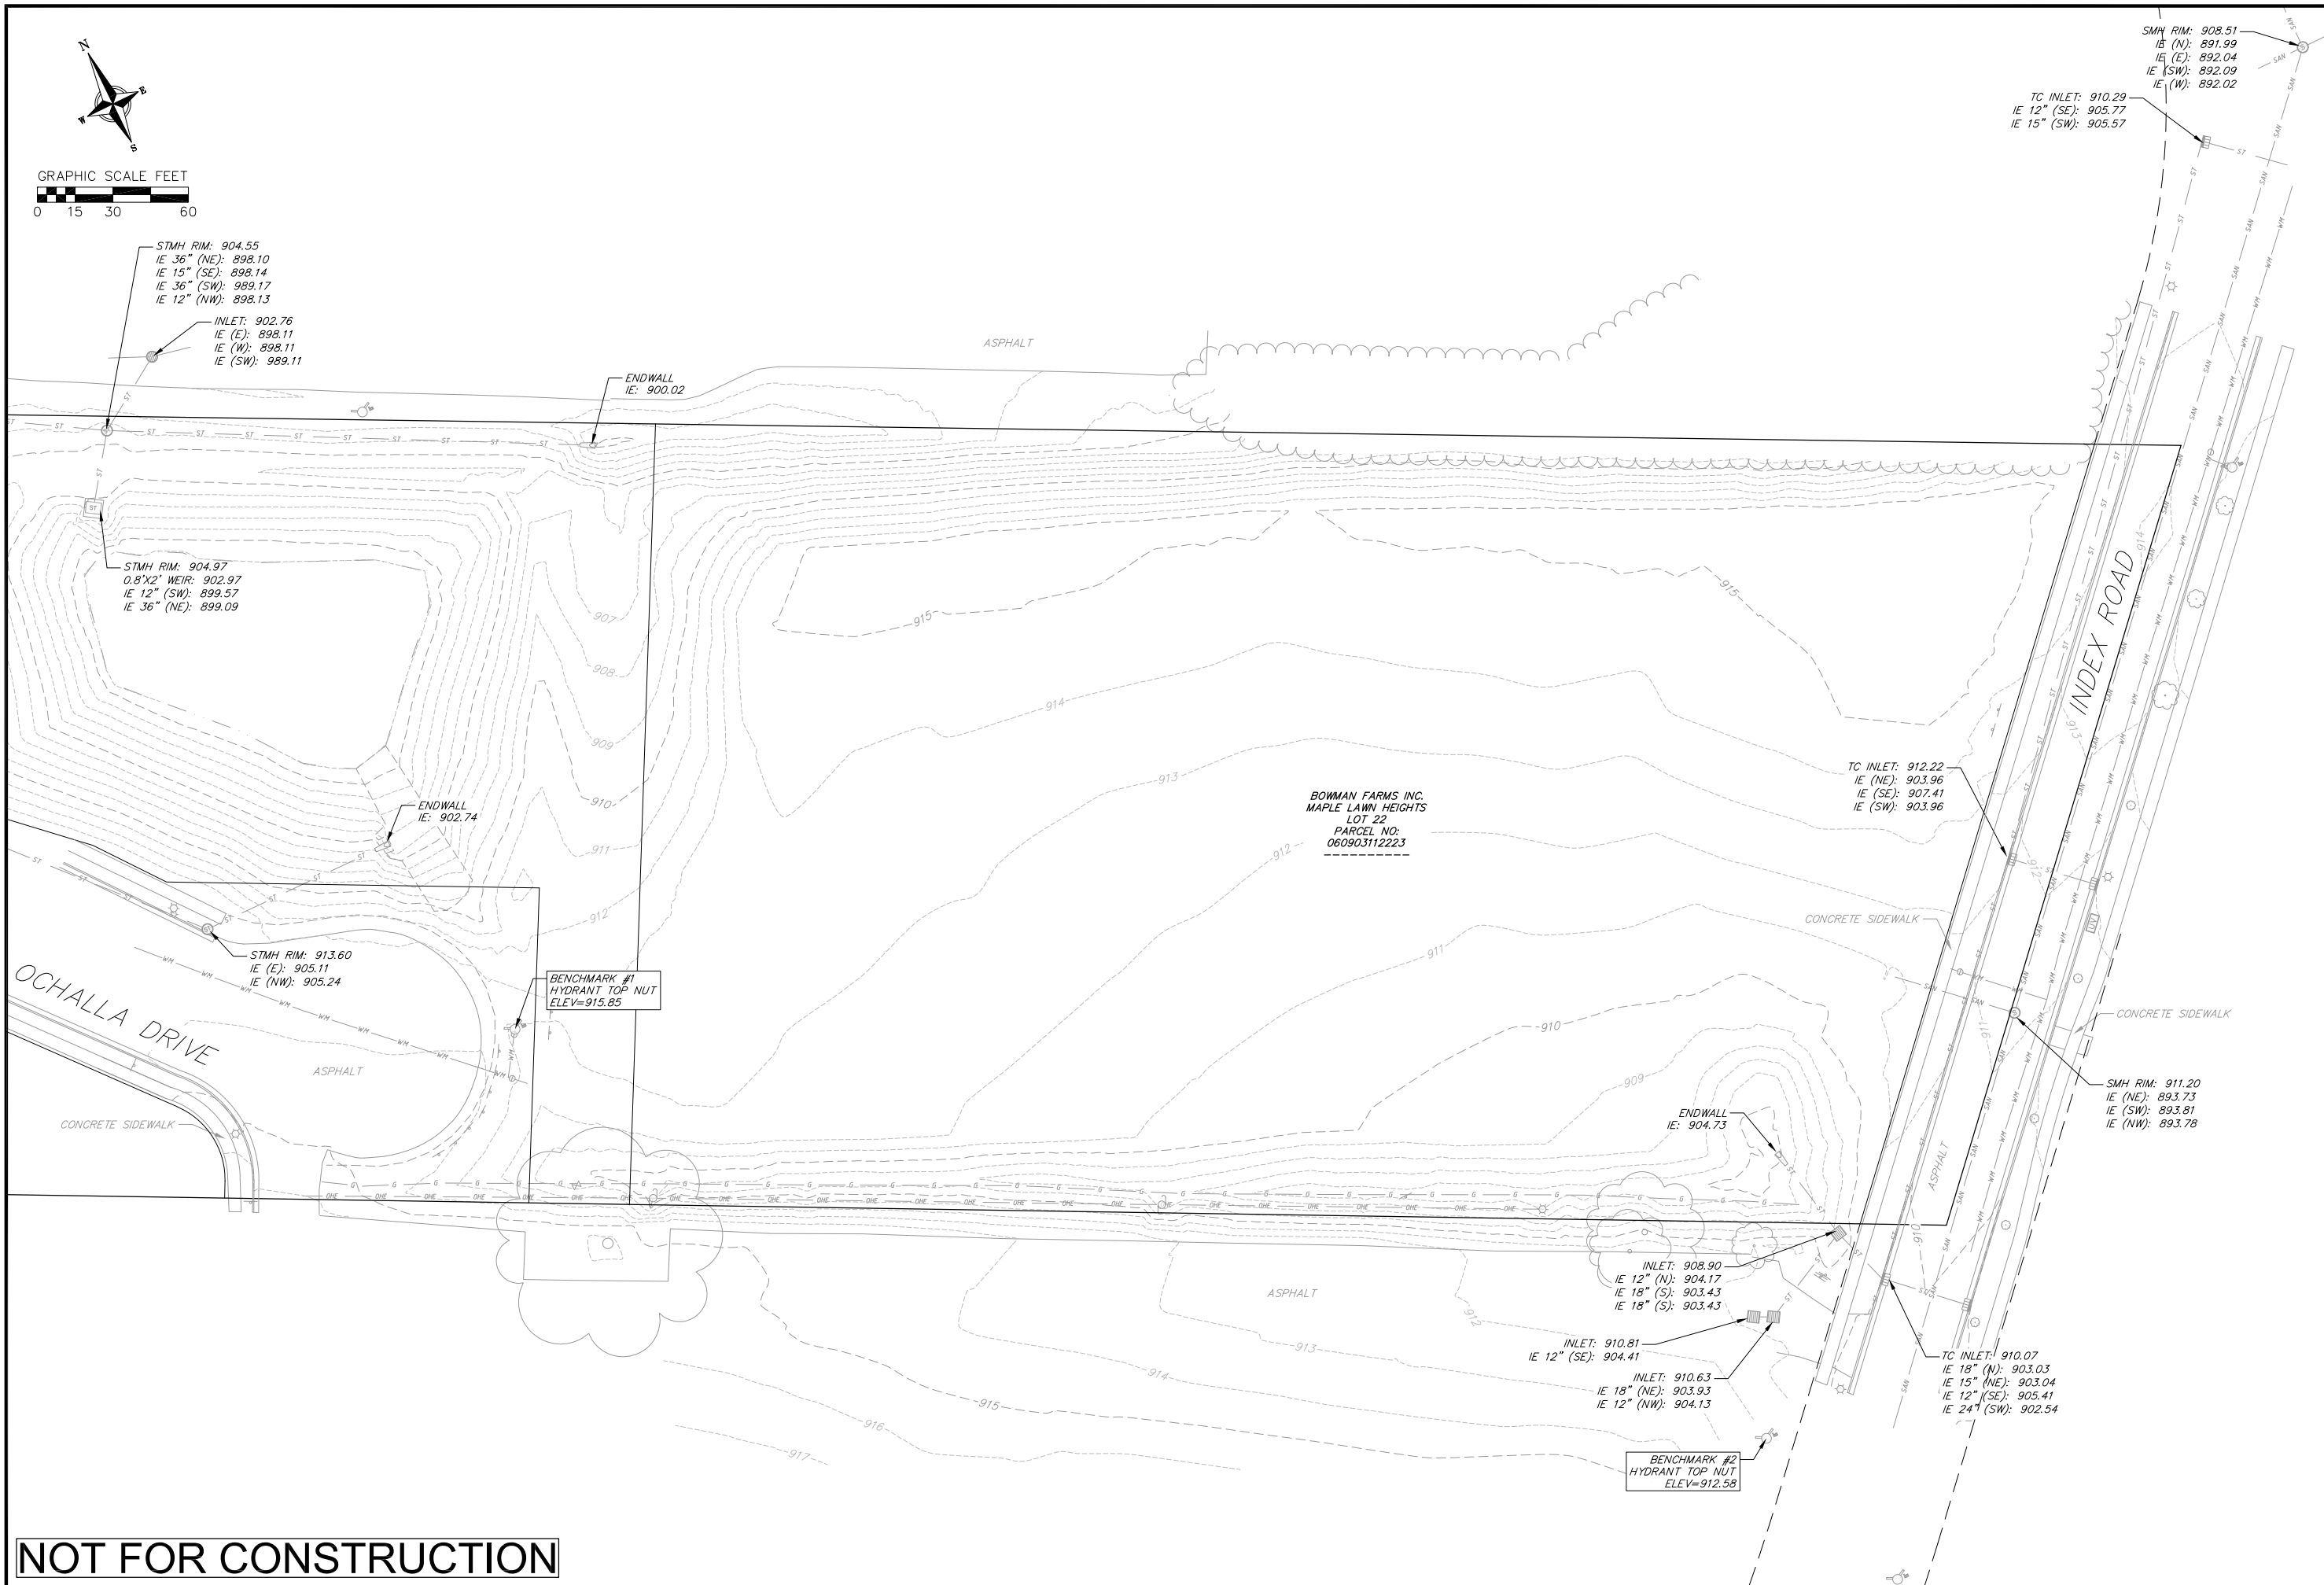 N
E
W
S
GRAPHIC SCALE FEET
0 15 30 60
SMH RIM: 908.51
IE (N): 891.99
IE (E): 892.04
IE (SW): 892.09
IE (W): 892.02
TC INLET: 910.29
IE 12" (SE): 905.77
IE 15" (SW): 905.57
STMH RIM: 904.55
IE 36" (NE): 898.10
IE 15" (SE): 898.14
IE 36" (SW): 989.17
IE 12" (NW): 898.13
INLET: 902.76
IE (E): 898.11
IE (W): 898.11
IE (SW): 989.11
ENDWALL
IE: 900.02
ASPHALT
STMH RIM: 904.97
0.8'X2' WEIR: 902.97
IE 12" (SW): 899.57
IE 36" (NE): 899.09
907
908
909
910
911
912
915
915
914
913
912
911
910
909
INDEX ROAD
914
913
912
911
910
ENDWALL
IE: 902.74
BOWMAN FARMS INC.
MAPLE LAWN HEIGHTS
LOT 22
PARCEL NO:
060903112223
TC INLET: 912.22
IE (NE): 903.96
IE (SE): 907.41
IE (SW): 903.96
CONCRETE SIDEWALK
STMH RIM: 913.60
IE (E): 905.11
IE (NW): 905.24
BENCHMARK #1
HYDRANT TOP NUT
ELEV=915.85
OCHALLA DRIVE
ASPHALT
CONCRETE SIDEWALK
CONCRETE SIDEWALK
SMH RIM: 911.20
IE (NE): 893.73
IE (SW): 893.81
IE (NW): 893.78
ENDWALL
IE: 904.73
ASPHALT
INLET: 908.90
IE 12" (N): 904.17
IE 18" (S): 903.43
IE 18" (S): 903.43
ASPHALT
INLET: 910.81
IE 12" (SE): 904.41
INLET: 910.63
IE 18" (NE): 903.93
IE 12" (NW): 904.13
TC INLET: 910.07
IE 18" (N): 903.03
IE 15" (NE): 903.04
IE 12" (SE): 905.41
IE 24" (SW): 902.54
912
913
914
915
916
917
BENCHMARK #2
HYDRANT TOP NUT
ELEV=912.58
NOT FOR CONSTRUCTION